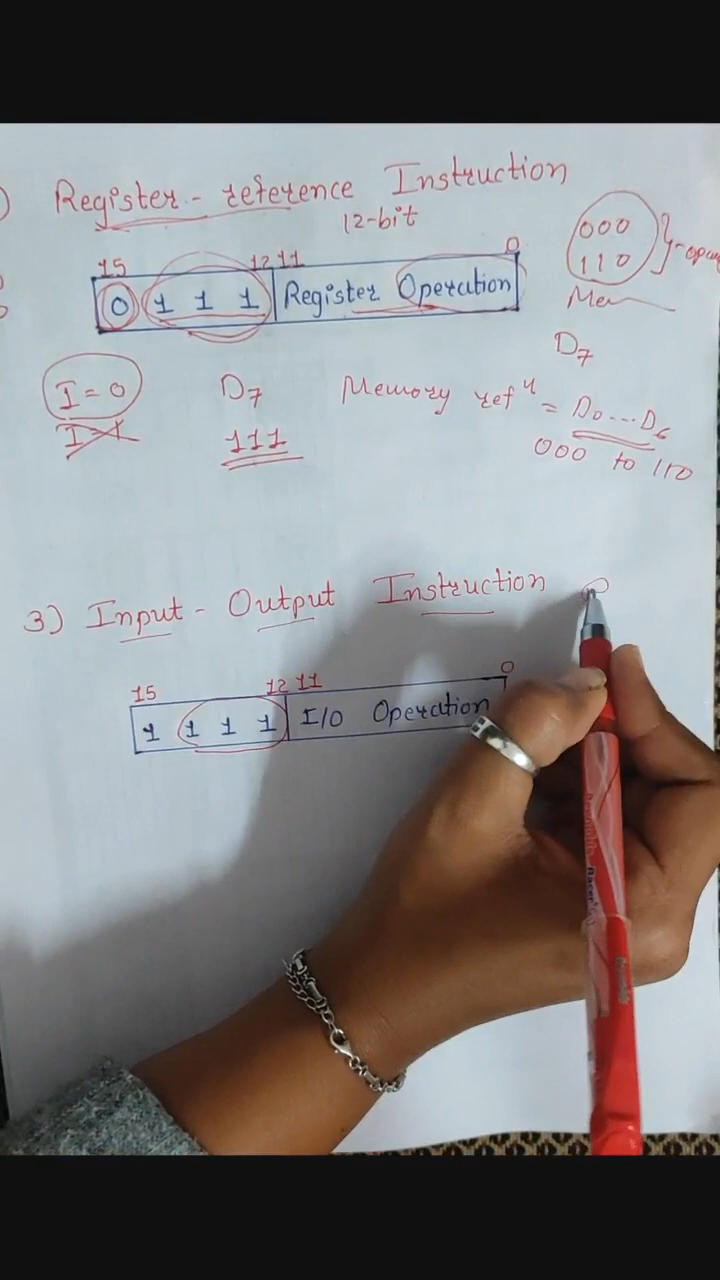 ) Register - reference Instruction
12-bit
15 12 11 0
0 1 1 1 Register Operation
000
110
D7
I = 0 D7 Memory refn = D0...D6
I=1 111 000 to 110
3) Input - Output Instruction
15 12 11 0
1 1 1 1 I/O Operation